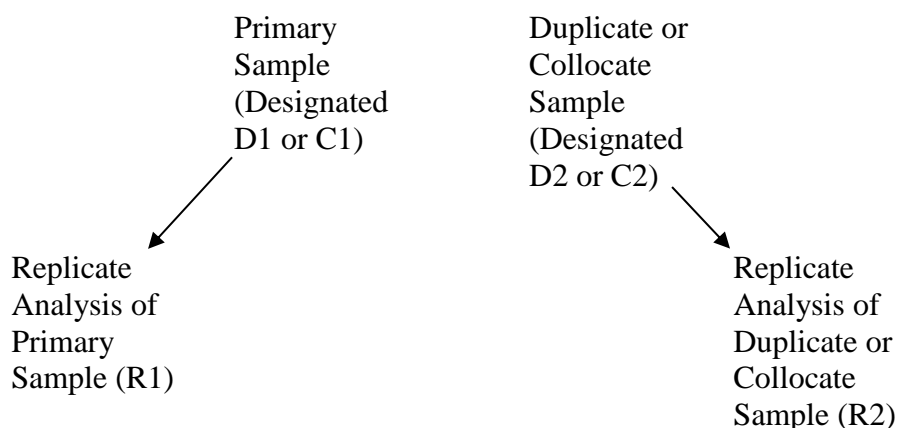 Primary
Sample
(Designated
D1 or C1)
Duplicate or
Collocate
Sample
(Designated
D2 or C2)
Replicate
Analysis of
Primary
Sample (R1)
Replicate
Analysis of
Duplicate or
Collocate
Sample (R2)